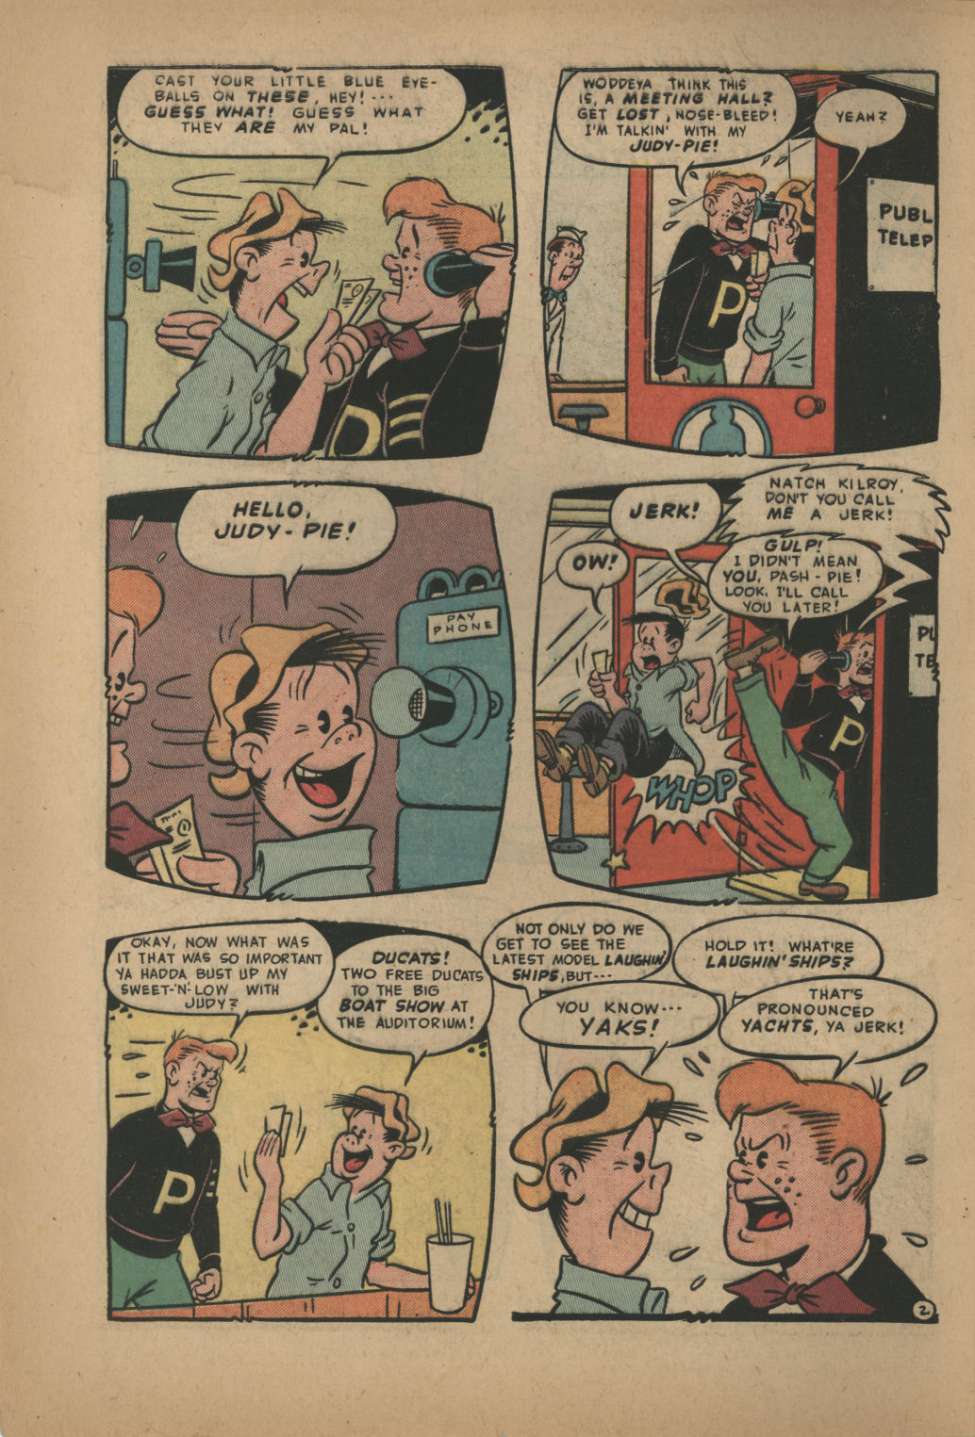 CAST YOUR LITTLE BLUE EYE-
BALLS ON THESE, HEY!---
GUESS WHAT! GUESS WHAT
THEY ARE MY PAL!
P
WODDEYA THINK THIS
IS, A MEETING HALL?
GET LOST, NOSE-BLEED!
I'M TALKIN' WITH MY
JUDY-PIE!
YEAH?
PUBL
TELEP
P
HELLO,
JUDY-PIE!
PAY
PHONE
JERK!
OW!
NATCH KILROY,
DON'T YOU CALL
ME A JERK!
GULP!
I DIDN'T MEAN
YOU, PASH-PIE!
LOOK, I'LL CALL
YOU LATER!
PU
TE
P
WHOP
OKAY, NOW WHAT WAS
IT THAT WAS SO IMPORTANT
YA HADDA BUST UP MY
SWEET-'N'-LOW WITH
JUDY?
DUCATS!
TWO FREE DUCATS
TO THE BIG
BOAT SHOW AT
THE AUDITORIUM!
P
NOT ONLY DO WE
GET TO SEE THE
LATEST MODEL LAUGHIN'
SHIPS, BUT---
HOLD IT! WHAT'RE
LAUGHIN' SHIPS?
YOU KNOW---
YAKS!
THAT'S
PRONOUNCED
YACHTS, YA JERK!
2